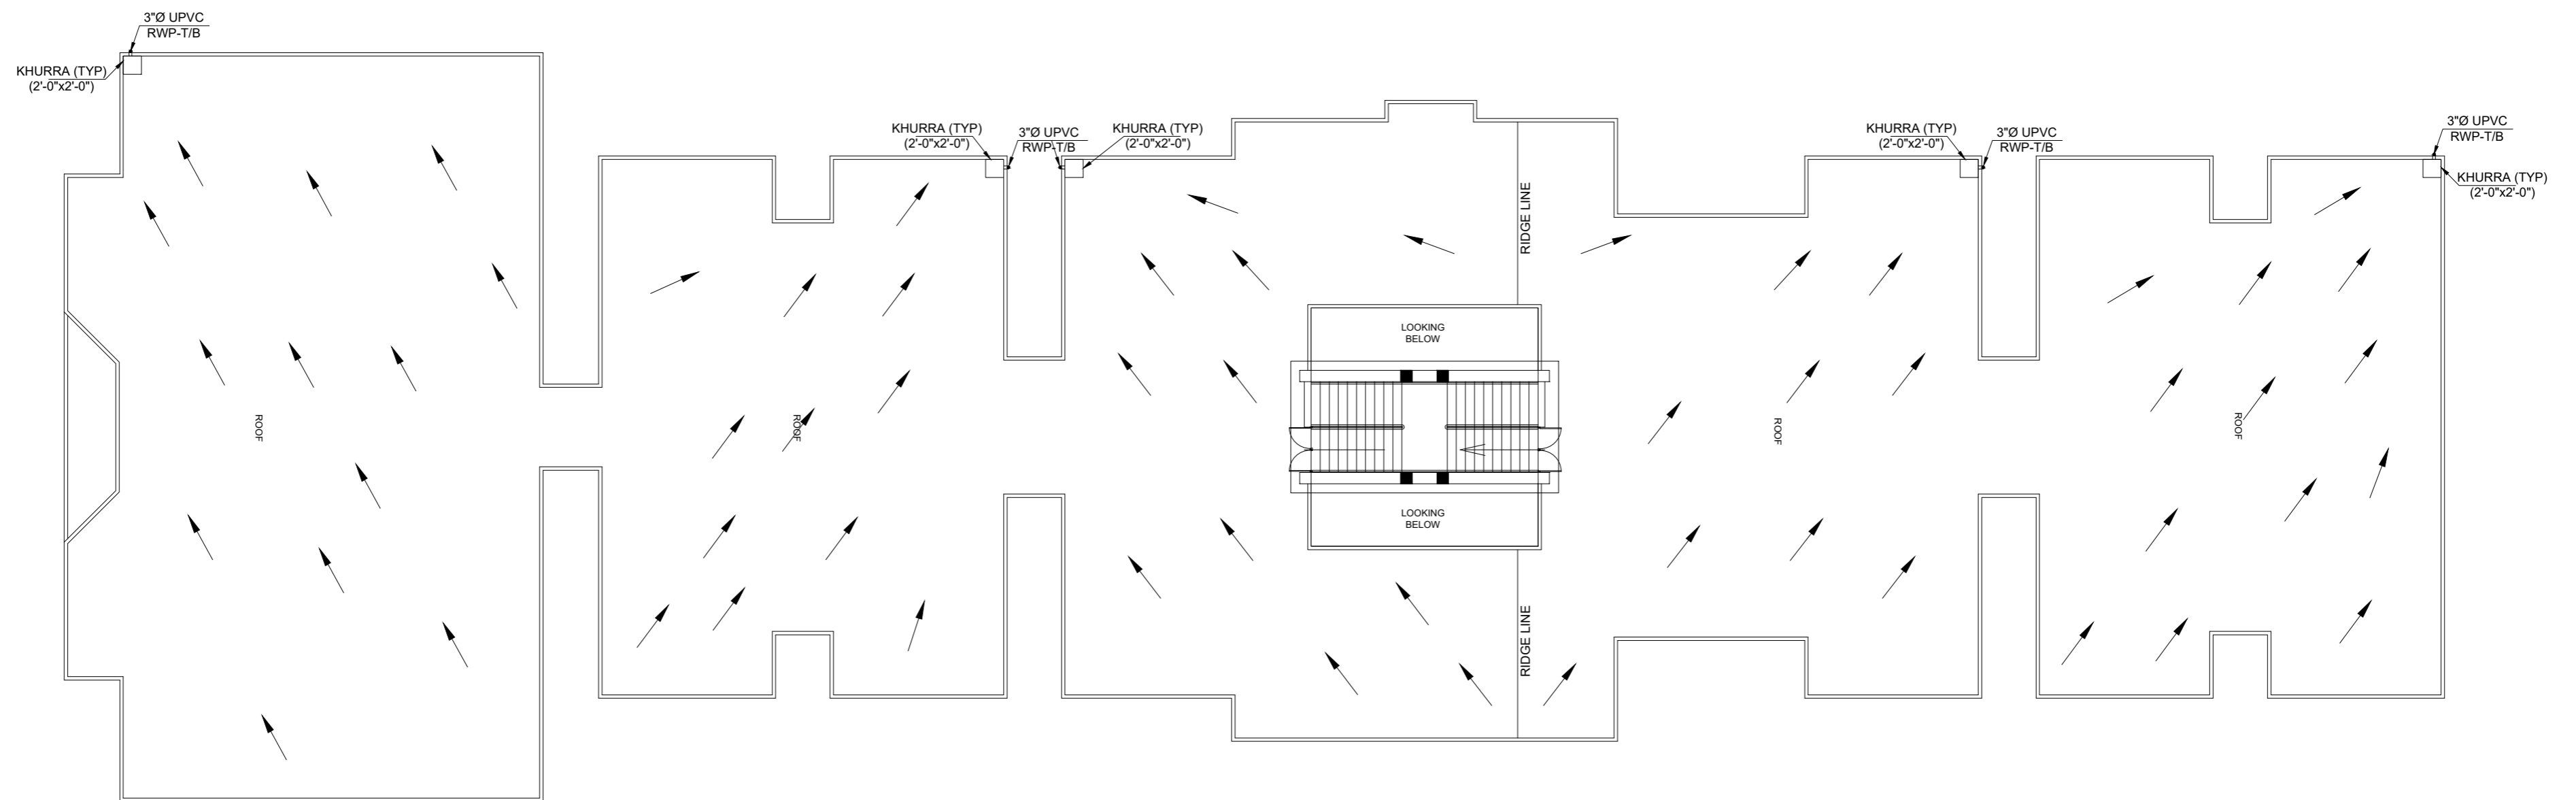 3"Ø UPVC
RWP-T/B
KHURRA (TYP)
(2'-0"x2'-0")
KHURRA (TYP)
(2'-0"x2'-0")
3"Ø UPVC
RWP-T/B
KHURRA (TYP)
(2'-0"x2'-0")
KHURRA (TYP)
(2'-0"x2'-0")
3"Ø UPVC
RWP-T/B
3"Ø UPVC
RWP-T/B
KHURRA (TYP)
(2'-0"x2'-0")
RIDGE LINE
LOOKING
BELOW
ROOF
ROOF
ROOF
ROOF
LOOKING
BELOW
RIDGE LINE